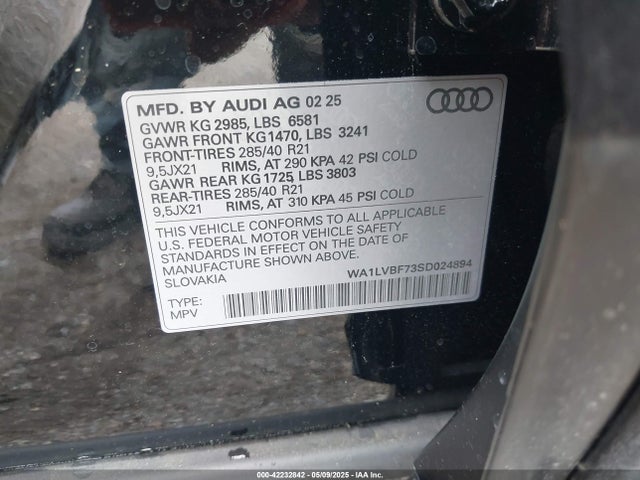 MFD. BY AUDI AG 02 25
GVWR KG 2985, LBS 6581
GAWR FRONT KG1470, LBS 3241
FRONT-TIRES 285/40 R21
9,5JX21 RIMS, AT 290 KPA 42 PSI COLD
GAWR REAR KG 1725, LBS 3803
REAR-TIRES 285/40 R21
9,5JX21 RIMS, AT 310 KPA 45 PSI COLD
THIS VEHICLE CONFORMS TO ALL APPLICABLE
U.S. FEDERAL MOTOR VEHICLE SAFETY
STANDARDS IN EFFECT ON THE DATE OF
MANUFACTURE SHOWN ABOVE.
SLOVAKIA
WA1LVBF73SD024894
TYPE:
MPV
000-42232842 - 05/09/2025 - IAA LLC